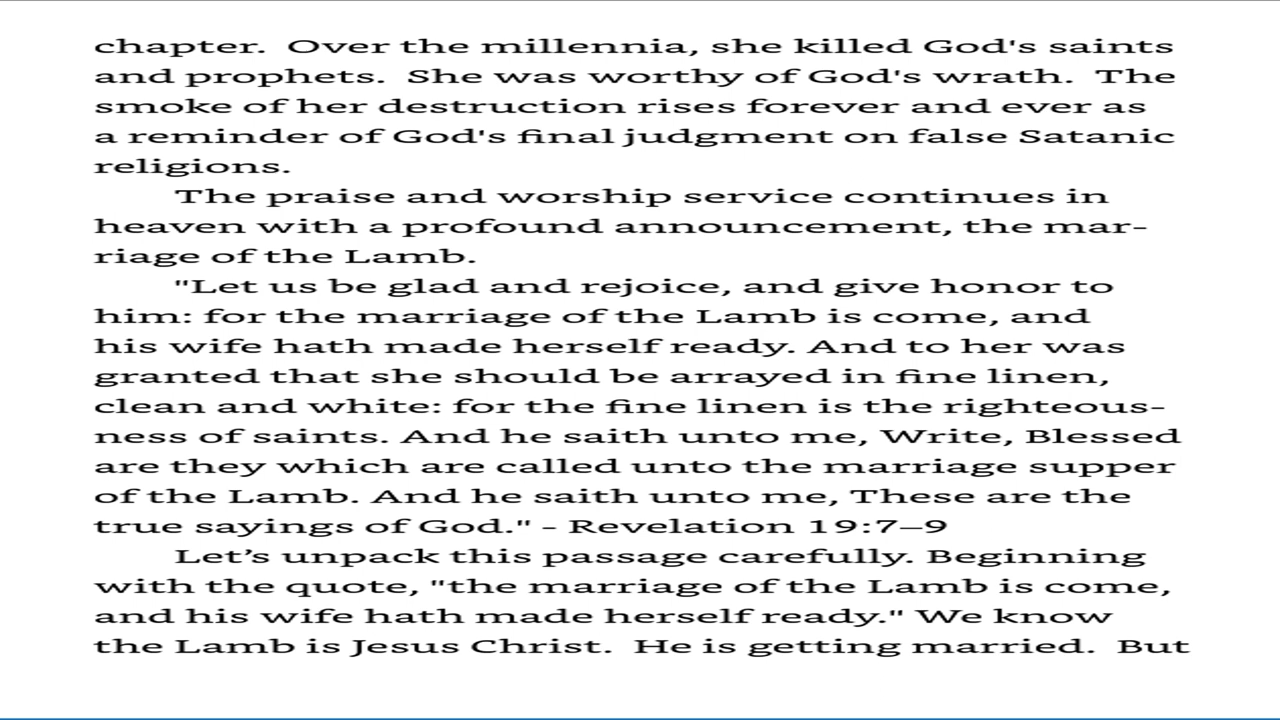 chapter.  Over the millennia, she killed God's saints
and prophets.  She was worthy of God's wrath.  The
smoke of her destruction rises forever and ever as
a reminder of God's final judgment on false Satanic
religions.
The praise and worship service continues in
heaven with a profound announcement, the mar-
riage of the Lamb.
"Let us be glad and rejoice, and give honor to
him: for the marriage of the Lamb is come, and
his wife hath made herself ready. And to her was
granted that she should be arrayed in fine linen,
clean and white: for the fine linen is the righteous-
ness of saints. And he saith unto me, Write, Blessed
are they which are called unto the marriage supper
of the Lamb. And he saith unto me, These are the
true sayings of God." - Revelation 19:7–9
Let’s unpack this passage carefully. Beginning
with the quote, "the marriage of the Lamb is come,
and his wife hath made herself ready." We know
the Lamb is Jesus Christ.  He is getting married.  But